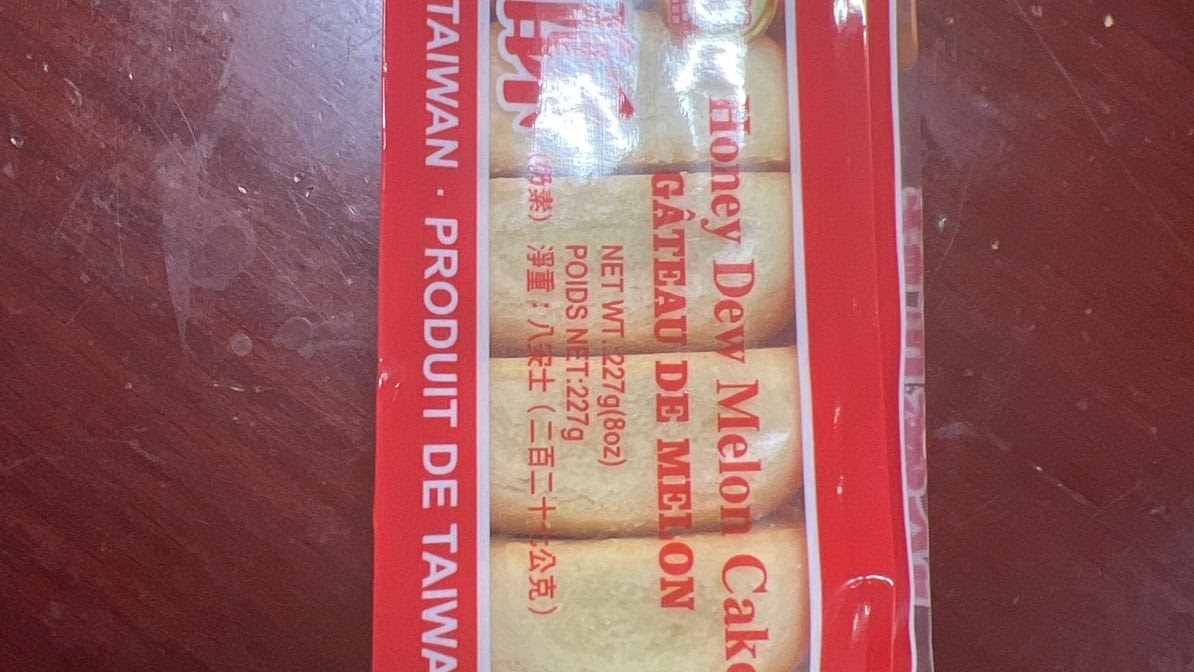 Honey Dew Melon Cake
GÂTEAU DE MELON
NET WT.:227g(8oz)
POIDS NET:227g
(奶素) 淨重：八安士（二百二十七公克）
TAIWAN · PRODUIT DE TAIWA